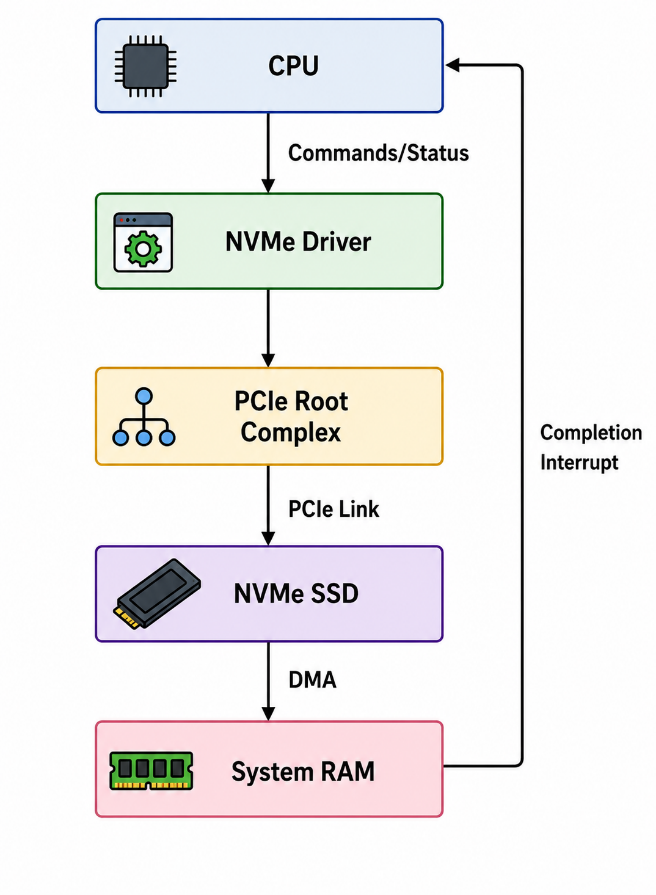 CPU
Commands/Status
NVMe Driver
PCIe Root
Complex
PCIe Link
NVMe SSD
DMA
System RAM
Completion
Interrupt